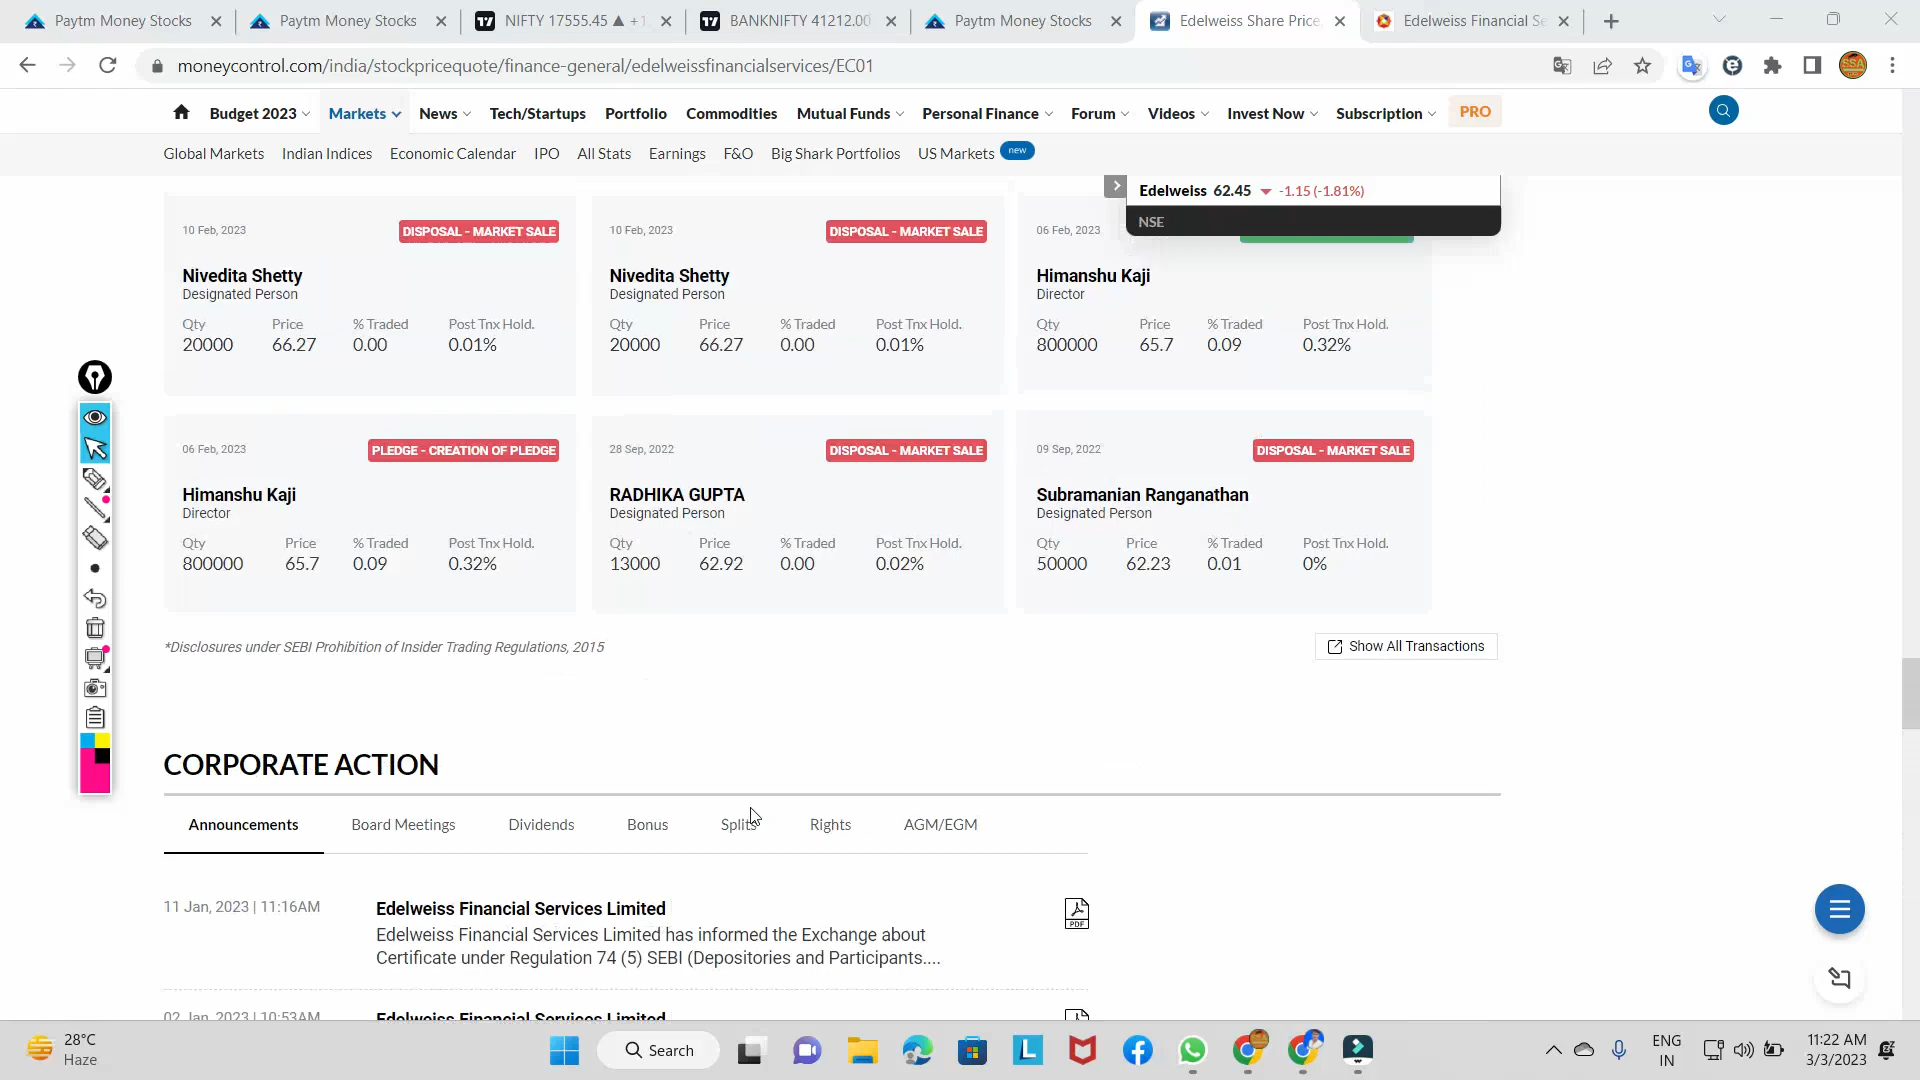 Paytm Money Stocks
Paytm Money Stocks
NIFTY 17555.45 ▲ +1.
BANKNIFTY 41212.00
Paytm Money Stocks
Edelweiss Share Price,
Edelweiss Financial Se
moneycontrol.com/india/stockpricequote/finance-general/edelweissfinancialservices/EC01
Budget 2023
Markets
News
Tech/Startups
Portfolio
Commodities
Mutual Funds
Personal Finance
Forum
Videos
Invest Now
Subscription
PRO
Global Markets
Indian Indices
Economic Calendar
IPO
All Stats
Earnings
F&O
Big Shark Portfolios
US Markets
new
Edelweiss 62.45 ▼ -1.15 (-1.81%)
NSE
10 Feb, 2023
DISPOSAL - MARKET SALE
Nivedita Shetty
Designated Person
Qty Price % Traded Post Tnx Hold.
20000 66.27 0.00 0.01%
10 Feb, 2023
DISPOSAL - MARKET SALE
Nivedita Shetty
Designated Person
Qty Price % Traded Post Tnx Hold.
20000 66.27 0.00 0.01%
06 Feb, 2023
Himanshu Kaji
Director
Qty Price % Traded Post Tnx Hold.
800000 65.7 0.09 0.32%
06 Feb, 2023
PLEDGE - CREATION OF PLEDGE
Himanshu Kaji
Director
Qty Price % Traded Post Tnx Hold.
800000 65.7 0.09 0.32%
28 Sep, 2022
DISPOSAL - MARKET SALE
RADHIKA GUPTA
Designated Person
Qty Price % Traded Post Tnx Hold.
13000 62.92 0.00 0.02%
09 Sep, 2022
DISPOSAL - MARKET SALE
Subramanian Ranganathan
Designated Person
Qty Price % Traded Post Tnx Hold.
50000 62.23 0.01 0%
*Disclosures under SEBI Prohibition of Insider Trading Regulations, 2015
Show All Transactions
CORPORATE ACTION
Announcements
Board Meetings
Dividends
Bonus
Splits
Rights
AGM/EGM
11 Jan, 2023 | 11:16AM
Edelweiss Financial Services Limited
Edelweiss Financial Services Limited has informed the Exchange about
Certificate under Regulation 74 (5) SEBI (Depositories and Participants....
PDF
02 Jan, 2023 | 10:53AM
Edelweiss Financial Services Limited
28°C
Haze
Search
ENG
IN
11:22 AM
3/3/2023